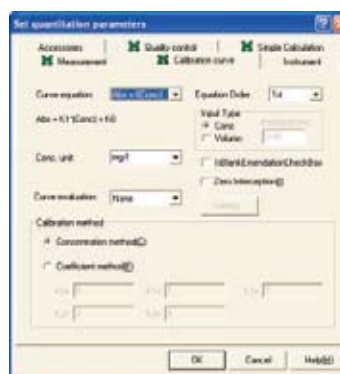 Set quantitation parameters
Accessories Quality control Simple Calculation
Measurement Calibration curve Instrument
Curve equation: Abs = f(Conc) Equation Order: 1st
Abs = K1*(Conc) + K0
Input Type
Conc.
Volume
Conc. unit: mg/l
IsBlankEmendationCheckBox
Zero Interception(I)
Curve evaluation: None
Calibration method
Concentration method(C)
Coefficient method(E)
OK Cancel Help(H)